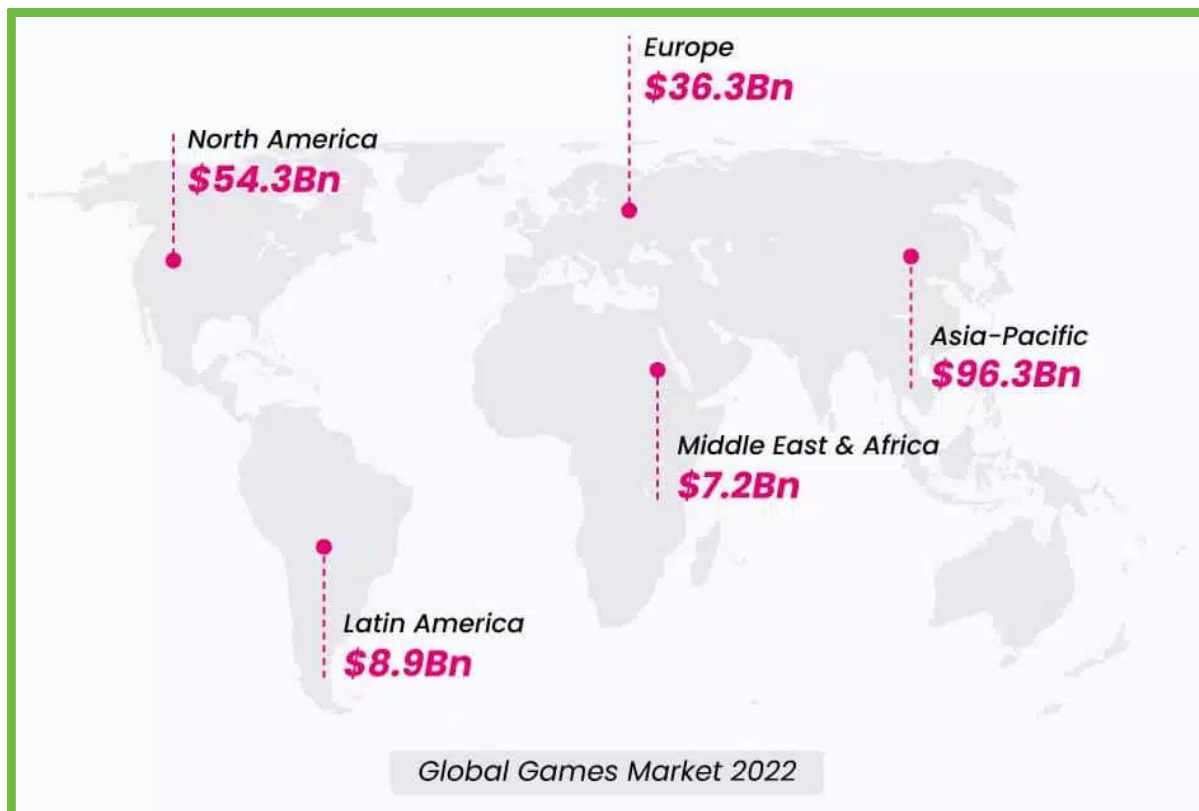 Europe
$36.3Bn
North America
$54.3Bn
Asia-Pacific
$96.3Bn
Middle East & Africa
$7.2Bn
Latin America
$8.9Bn
Global Games Market 2022